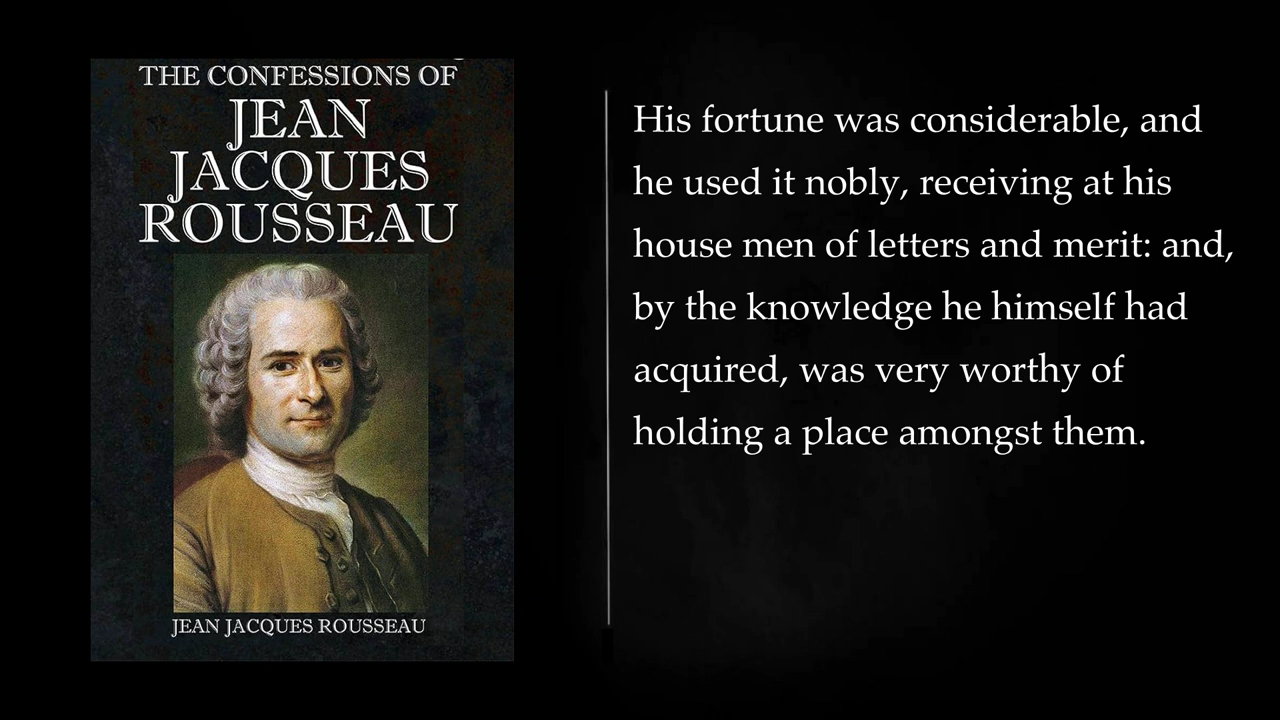 THE CONFESSIONS OF
JEAN
JACQUES
ROUSSEAU
JEAN JACQUES ROUSSEAU
His fortune was considerable, and
he used it nobly, receiving at his
house men of letters and merit: and,
by the knowledge he himself had
acquired, was very worthy of
holding a place amongst them.